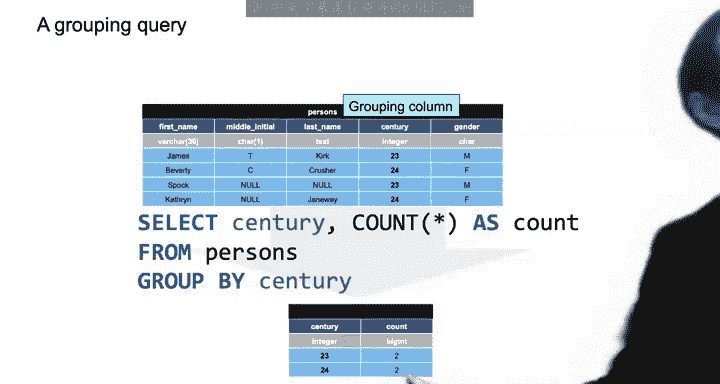 A grouping query
persons
Grouping column
first_name middle_initial last_name century gender
varchar(30) char(1) text integer char
James T Kirk 23 M
Beverly C Crusher 24 F
Spock NULL NULL 23 M
Kathryn NULL Janeway 24 F
SELECT century, COUNT(*) AS count
FROM persons
GROUP BY century
century count
integer bigint
23 2
24 2